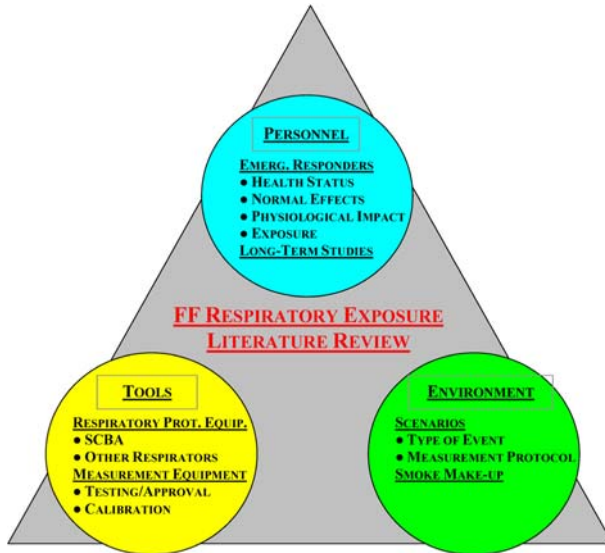 PERSONNEL
EMERG. RESPONDERS
● HEALTH STATUS
● NORMAL EFFECTS
● PHYSIOLOGICAL IMPACT
● EXPOSURE
LONG-TERM STUDIES
FF RESPIRATORY EXPOSURE
LITERATURE REVIEW
TOOLS
RESPIRATORY PROT. EQUIP.
● SCBA
● OTHER RESPIRATORS
MEASUREMENT EQUIPMENT
● TESTING/APPROVAL
● CALIBRATION
ENVIRONMENT
SCENARIOS
● TYPE OF EVENT
● MEASUREMENT PROTOCOL
SMOKE MAKE-UP